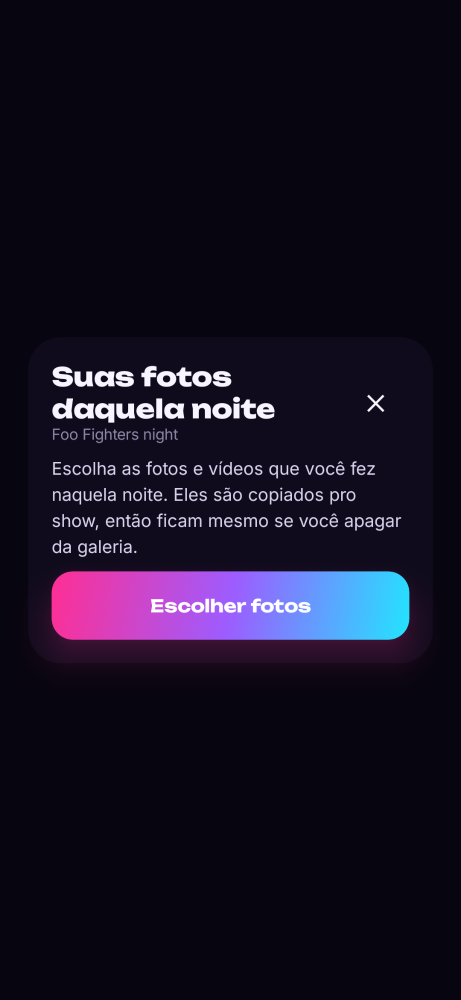 Suas fotos
daquela noite
Foo Fighters night
Escolha as fotos e vídeos que você fez
naquela noite. Eles são copiados pro
show, então ficam mesmo se você apagar
da galeria.
Escolher fotos